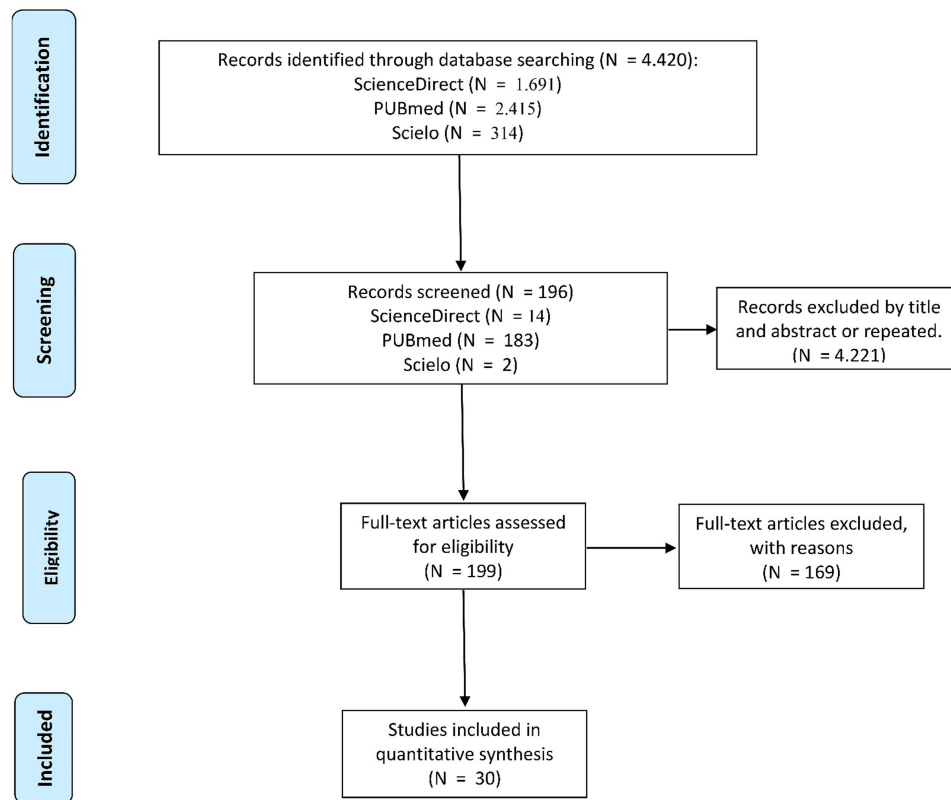 Identification
Records identified through database searching (N = 4.420):
ScienceDirect (N = 1.691)
PUBmed (N = 2.415)
Scielo (N = 314)
Screening
Records screened (N = 196)
ScienceDirect (N = 14)
PUBmed (N = 183)
Scielo (N = 2)
Records excluded by title
and abstract or repeated.
(N = 4.221)
Eligibility
Full-text articles assessed
for eligibility
(N = 199)
Full-text articles excluded,
with reasons
(N = 169)
Included
Studies included in
quantitative synthesis
(N = 30)